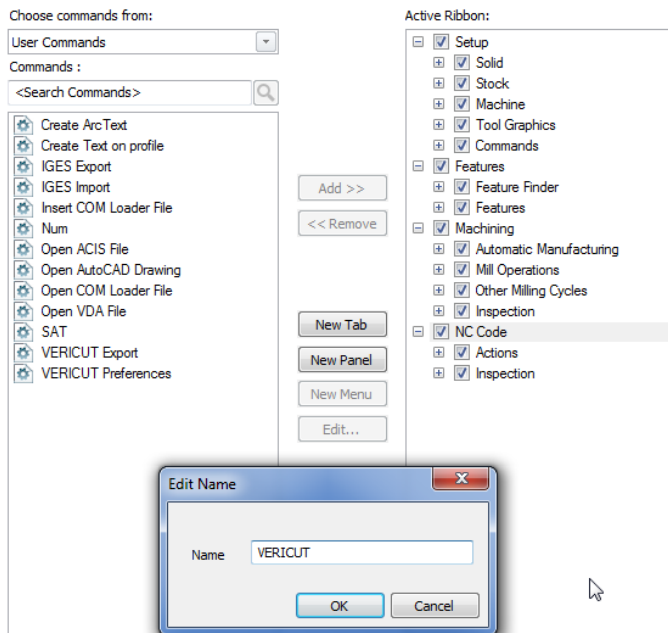 Choose commands from:
User Commands
Commands :
<Search Commands>
Create ArcText
Create Text on profile
IGES Export
IGES Import
Insert COM Loader File
Num
Open ACIS File
Open AutoCAD Drawing
Open COM Loader File
Open VDA File
SAT
VERICUT Export
VERICUT Preferences
Add >>
<< Remove
New Tab
New Panel
New Menu
Edit...
Active Ribbon:
Setup
Solid
Stock
Machine
Tool Graphics
Commands
Features
Feature Finder
Features
Machining
Automatic Manufacturing
Mill Operations
Other Milling Cycles
Inspection
NC Code
Actions
Inspection
Edit Name
Name VERICUT
OK Cancel